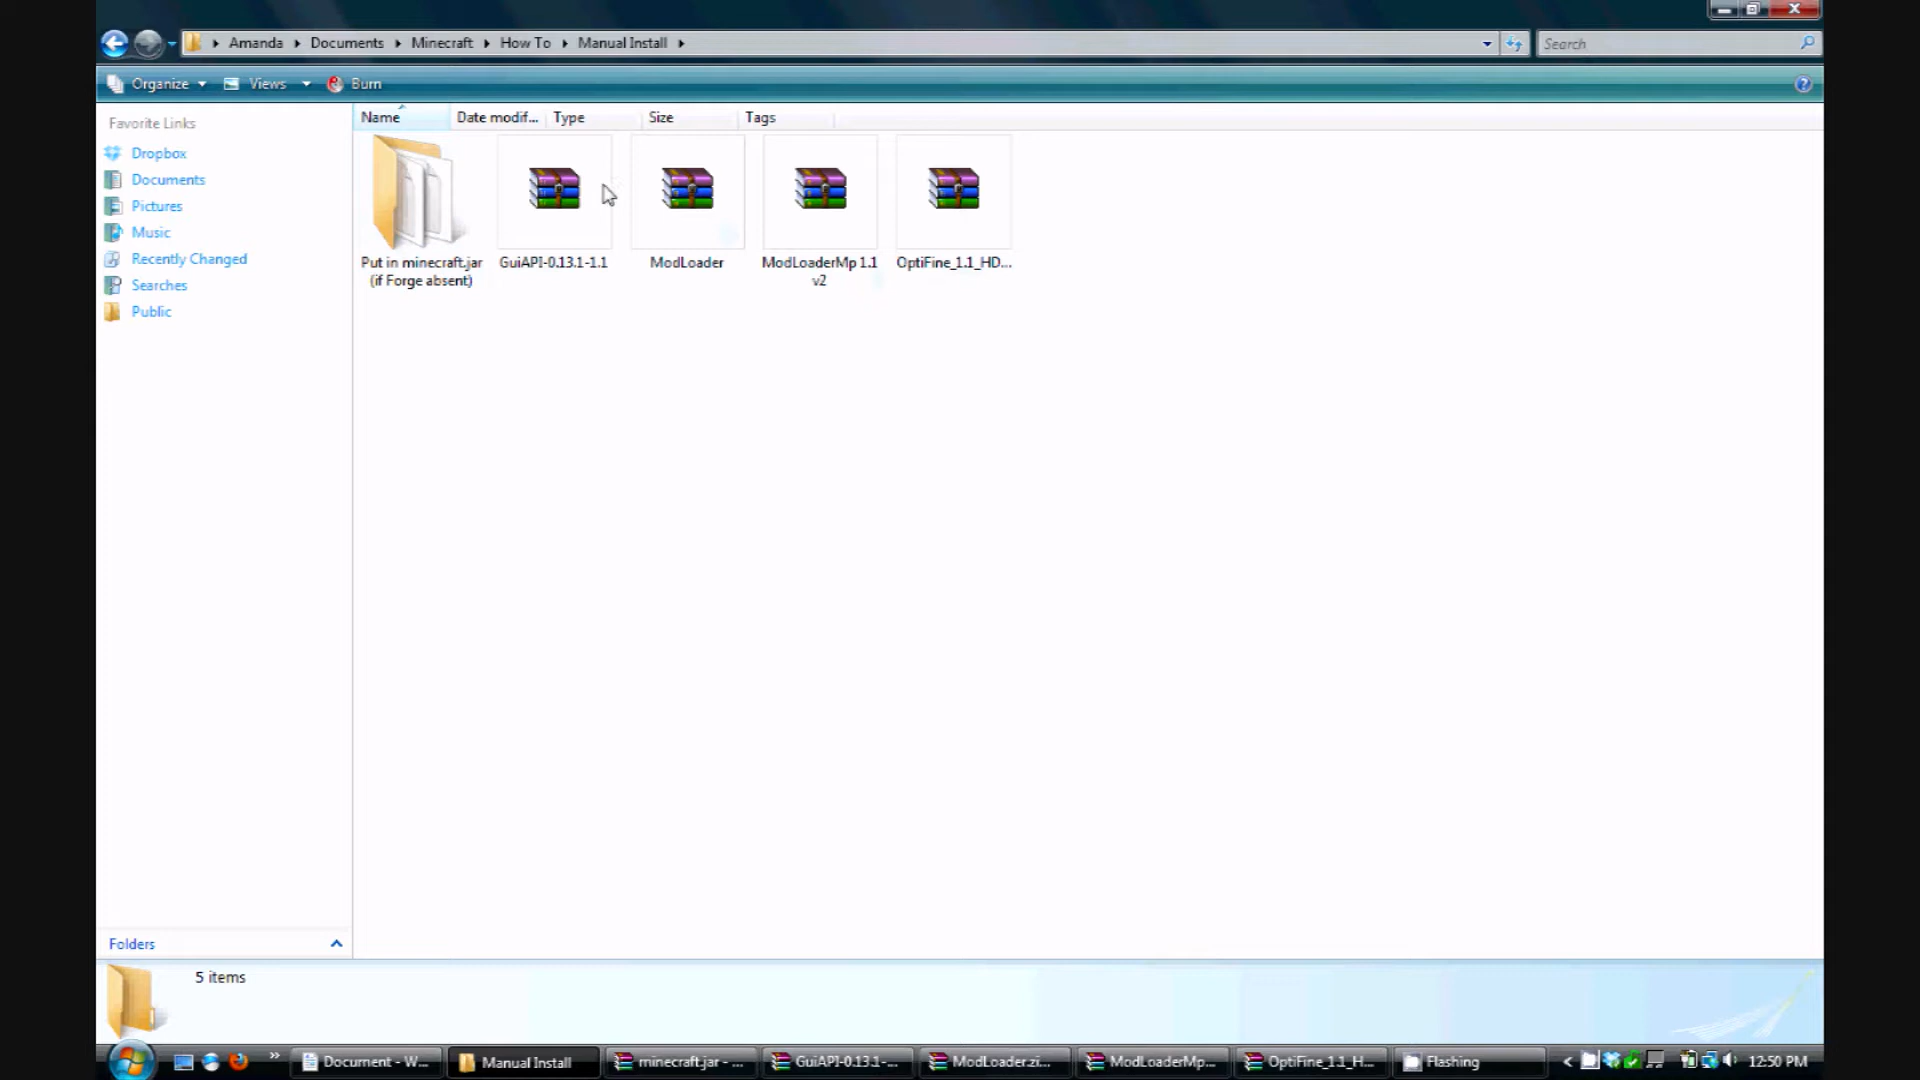 Amanda Documents Minecraft How To Manual Install
Search
Organize Views Burn
Favorite Links
Dropbox
Documents
Pictures
Music
Recently Changed
Searches
Public
Folders
Name Date modif... Type Size Tags
Put in minecraft.jar
(if Forge absent)
GuiAPI-0.13.1-1.1
ModLoader
ModLoaderMp 1.1
v2
OptiFine_1.1_HD...
5 items
Document - W...
Manual Install
minecraft.jar - ...
GuiAPI-0.13.1-...
ModLoader.zi...
ModLoaderMp...
OptiFine_1.1_H...
Flashing
12:50 PM